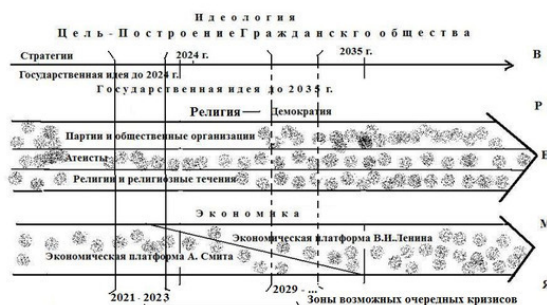 Идеология
Цель-Построение Гражданского общества
2024 г. 2035 г.
Стратегии
В
Государственная идея до 2024 г.
Государственная идея до 2035 г.
Религия — Демократия
Р
Партии и общественные организации
Атеисты
Е
Религии и религиозные течения
Экономика
М
Экономическая платформа В.И.Ленина
Экономическая платформа А. Смита
Я
2021 - 2023
2029 - ...
Зоны возможных очередных кризисов